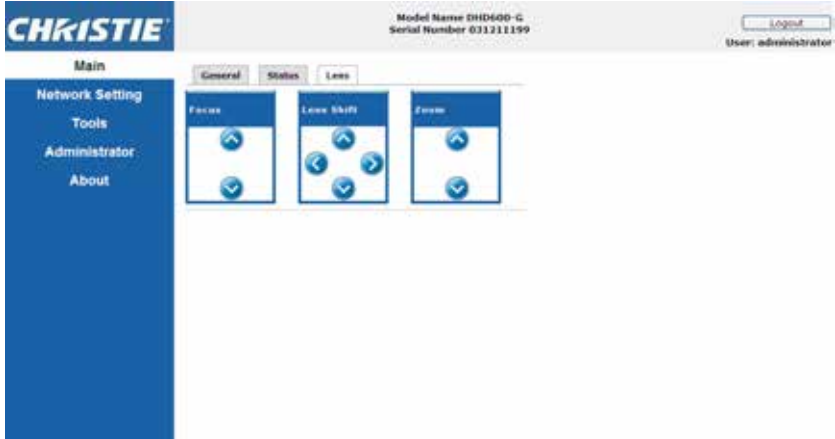 CHRISTIE
Model Name DHD600-G
Serial Number 031211199
Logout
User: administrator
Main
Network Setting
Tools
Administrator
About
General Status Lens
Focus Lens Shift Zoom